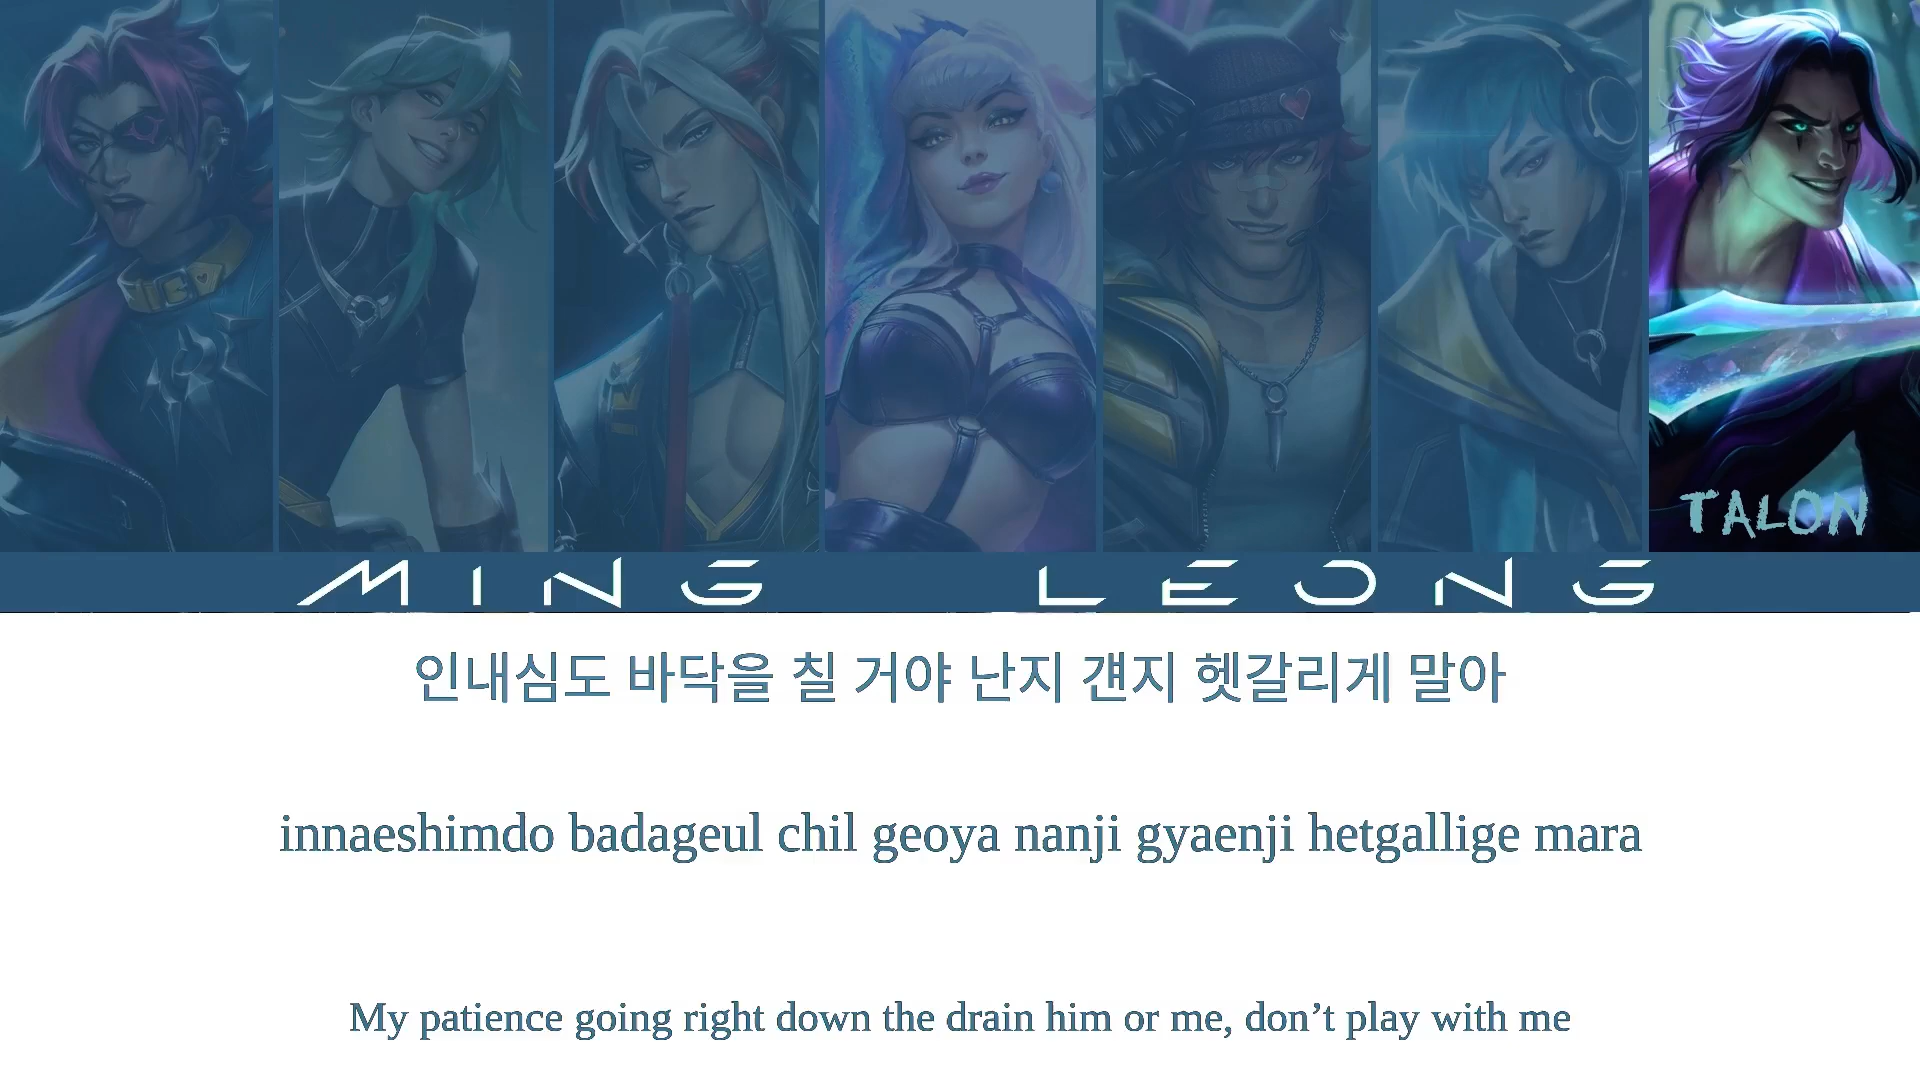 TALON
MING LEONG
인내심도 바닥을 칠 거야 난지 걘지 헷갈리게 말아
innaeshimdo badageul chil geoya nanji gyaenji hetgallige mara
My patience going right down the drain him or me, don’t play with me